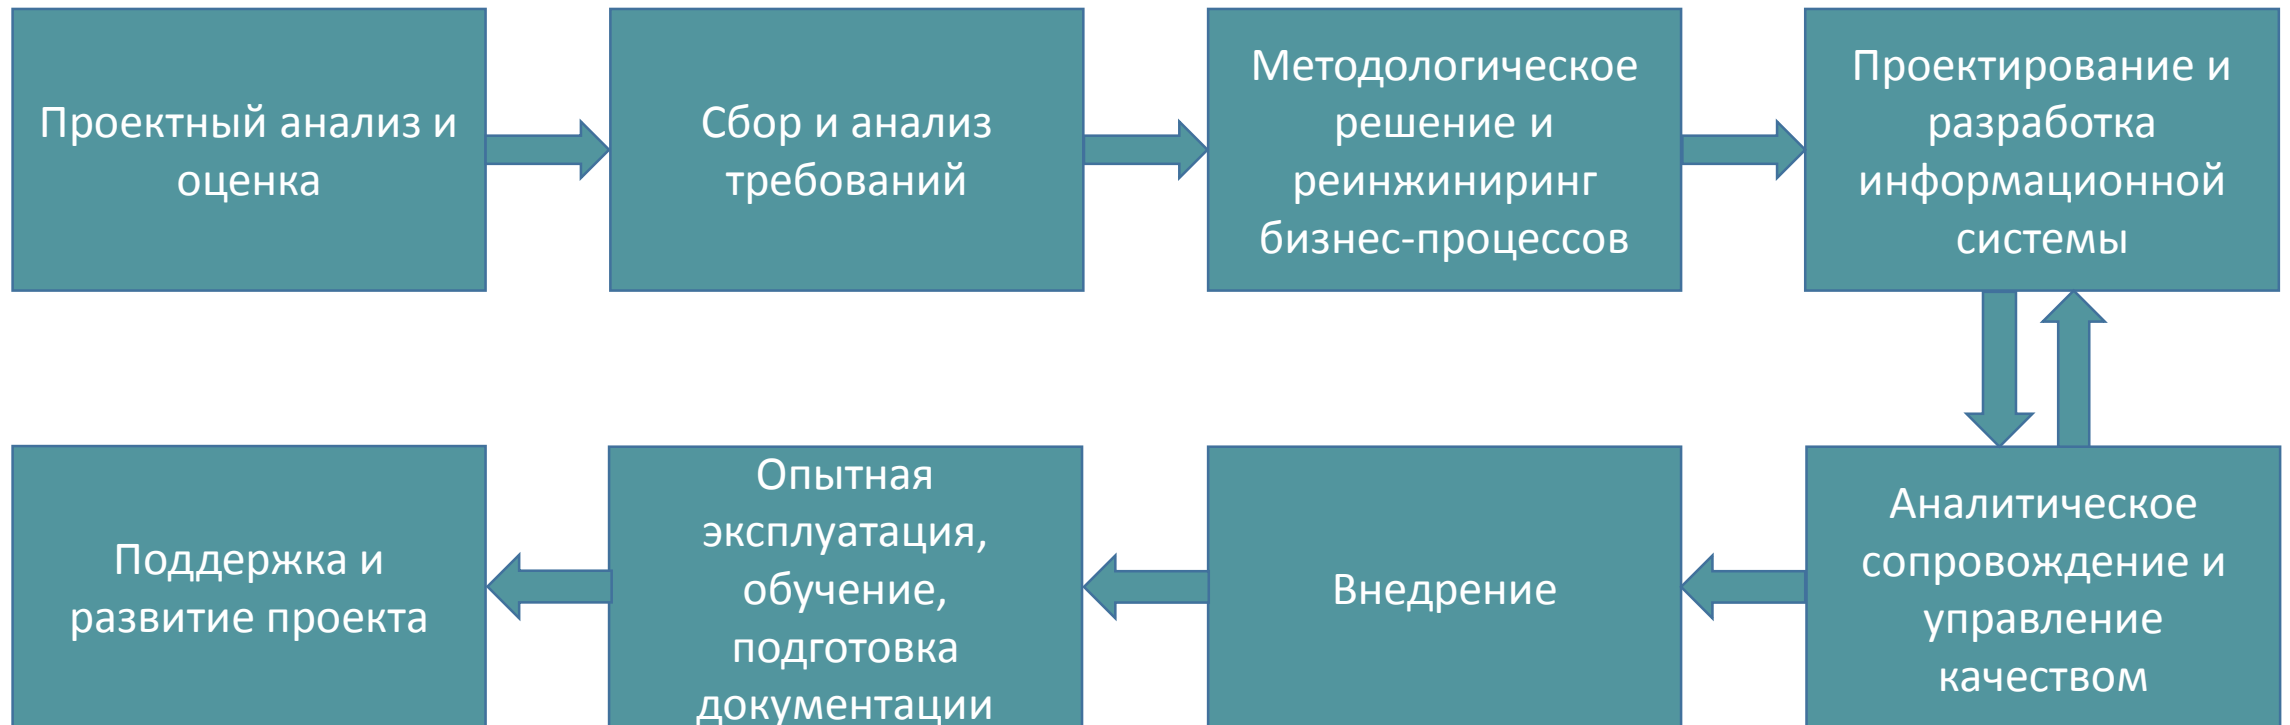 Проектный анализ и
оценка
Сбор и анализ
требований
Методологическое
решение и
реинжиниринг
бизнес-процессов
Проектирование и
разработка
информационной
системы
Поддержка и
развитие проекта
Опытная
эксплуатация,
обучение,
подготовка
документации
Внедрение
Аналитическое
сопровождение и
управление
качеством